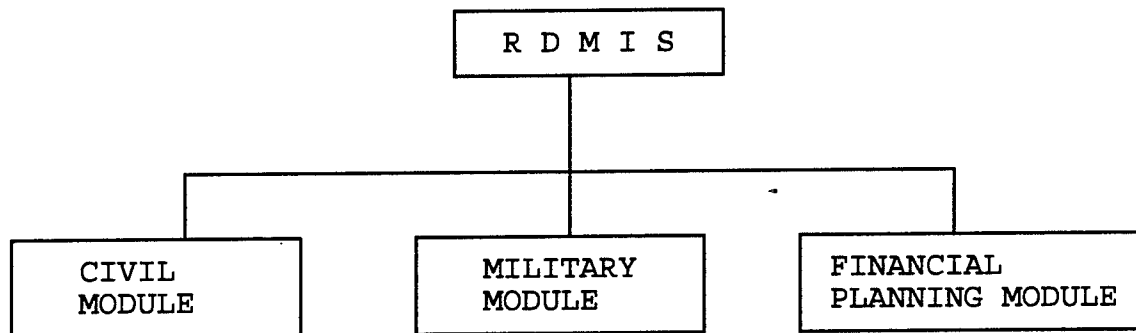 R D M I S
CIVIL
MODULE
MILITARY
MODULE
FINANCIAL
PLANNING MODULE